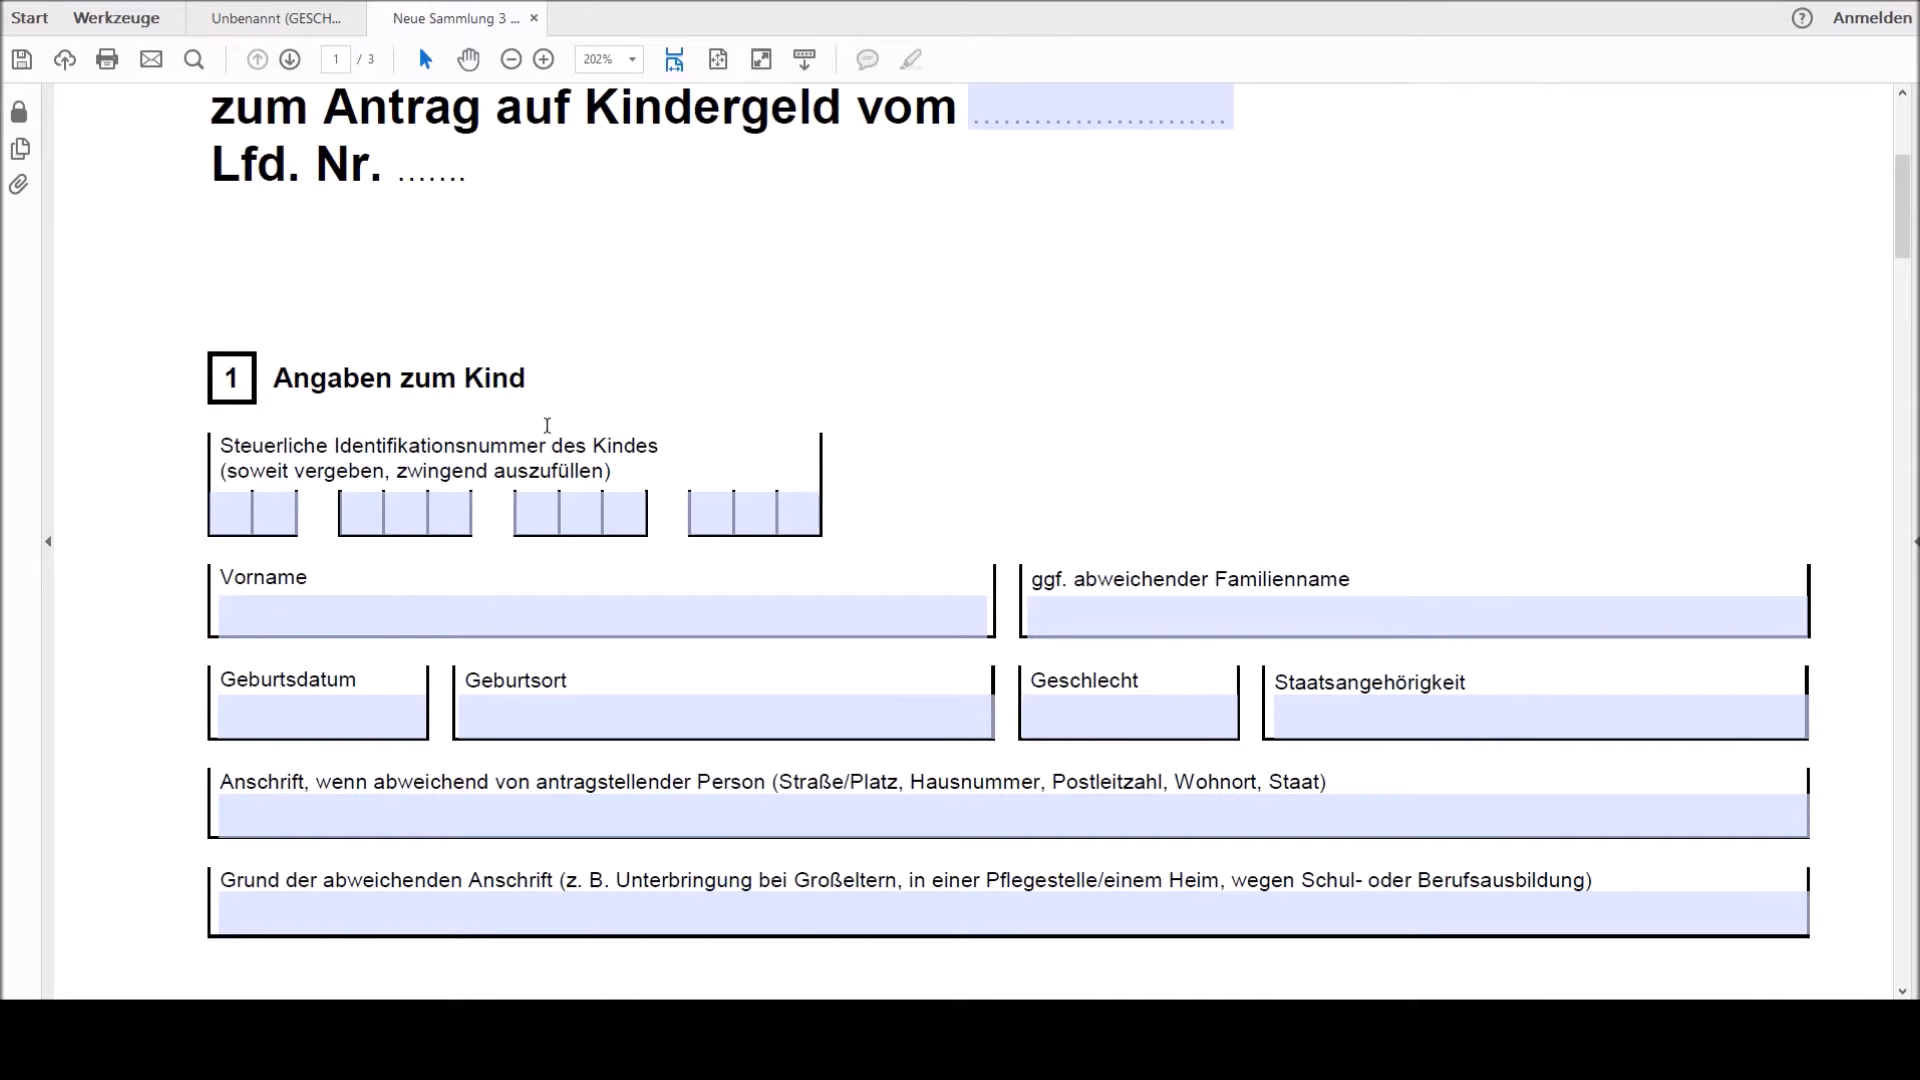 Start Werkzeuge Unbenannt (GESCH... Neue Sammlung 3 ... × ? Anmelden
1 / 3 202%
zum Antrag auf Kindergeld vom ........................
Lfd. Nr. .......
1 Angaben zum Kind
Steuerliche Identifikationsnummer des Kindes
(soweit vergeben, zwingend auszufüllen)
Vorname ggf. abweichender Familienname
Geburtsdatum Geburtsort Geschlecht Staatsangehörigkeit
Anschrift, wenn abweichend von antragstellender Person (Straße/Platz, Hausnummer, Postleitzahl, Wohnort, Staat)
Grund der abweichenden Anschrift (z. B. Unterbringung bei Großeltern, in einer Pflegestelle/einem Heim, wegen Schul- oder Berufsausbildung)